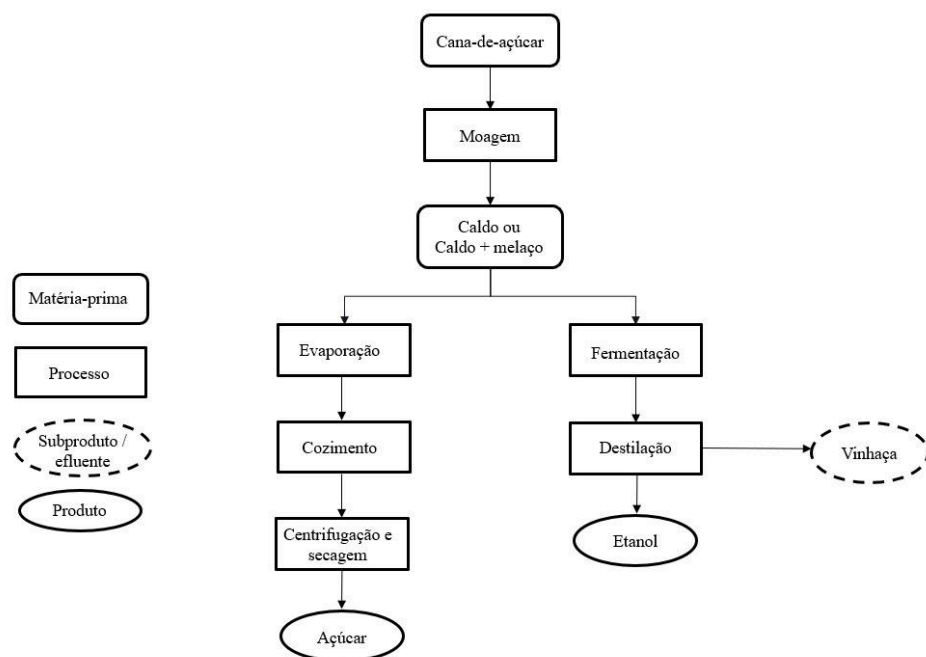 Cana-de-açúcar
Moagem
Caldo ou
Caldo + melaço
Matéria-prima
Processo
Subproduto /
efluente
Produto
Evaporação
Cozimento
Centrifugação e
secagem
Açúcar
Fermentação
Destilação
Vinhaça
Etanol